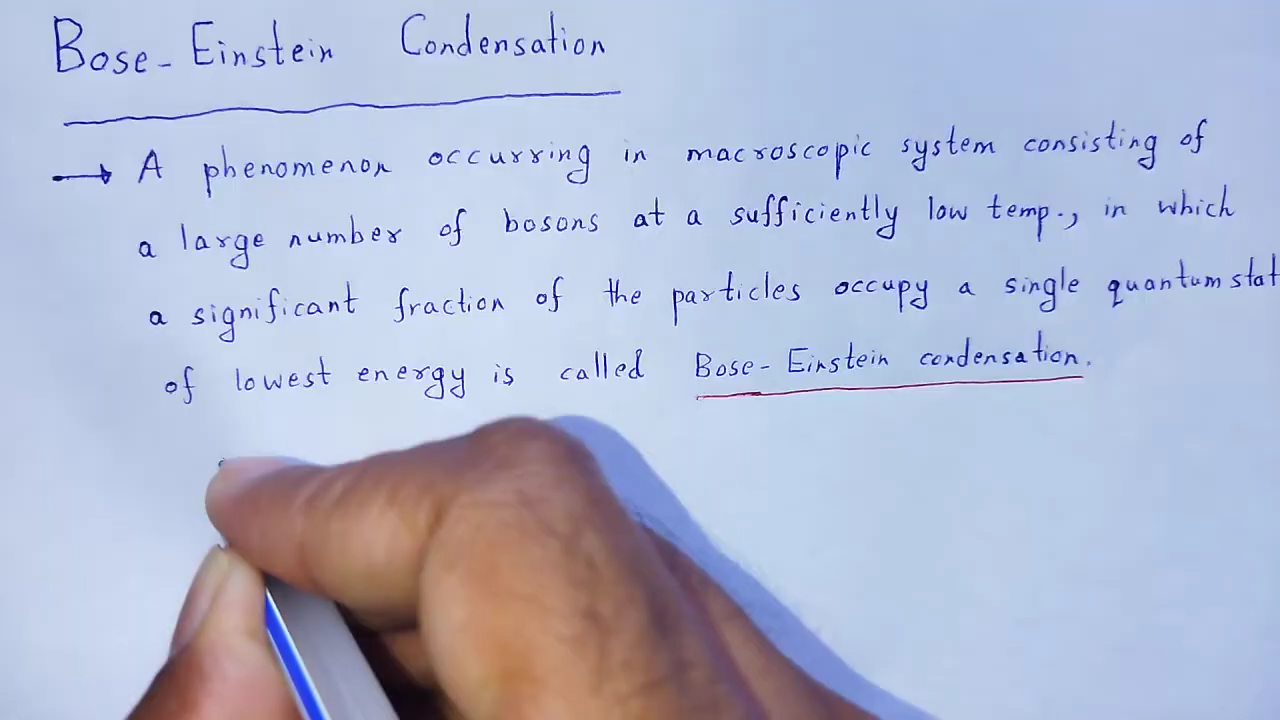 Bose-Einstein Condensation
→ A phenomenon occurring in macroscopic system consisting of
a large number of bosons at a sufficiently low temp., in which
a significant fraction of the particles occupy a single quantum stat
of lowest energy is called Bose-Einstein condensation.